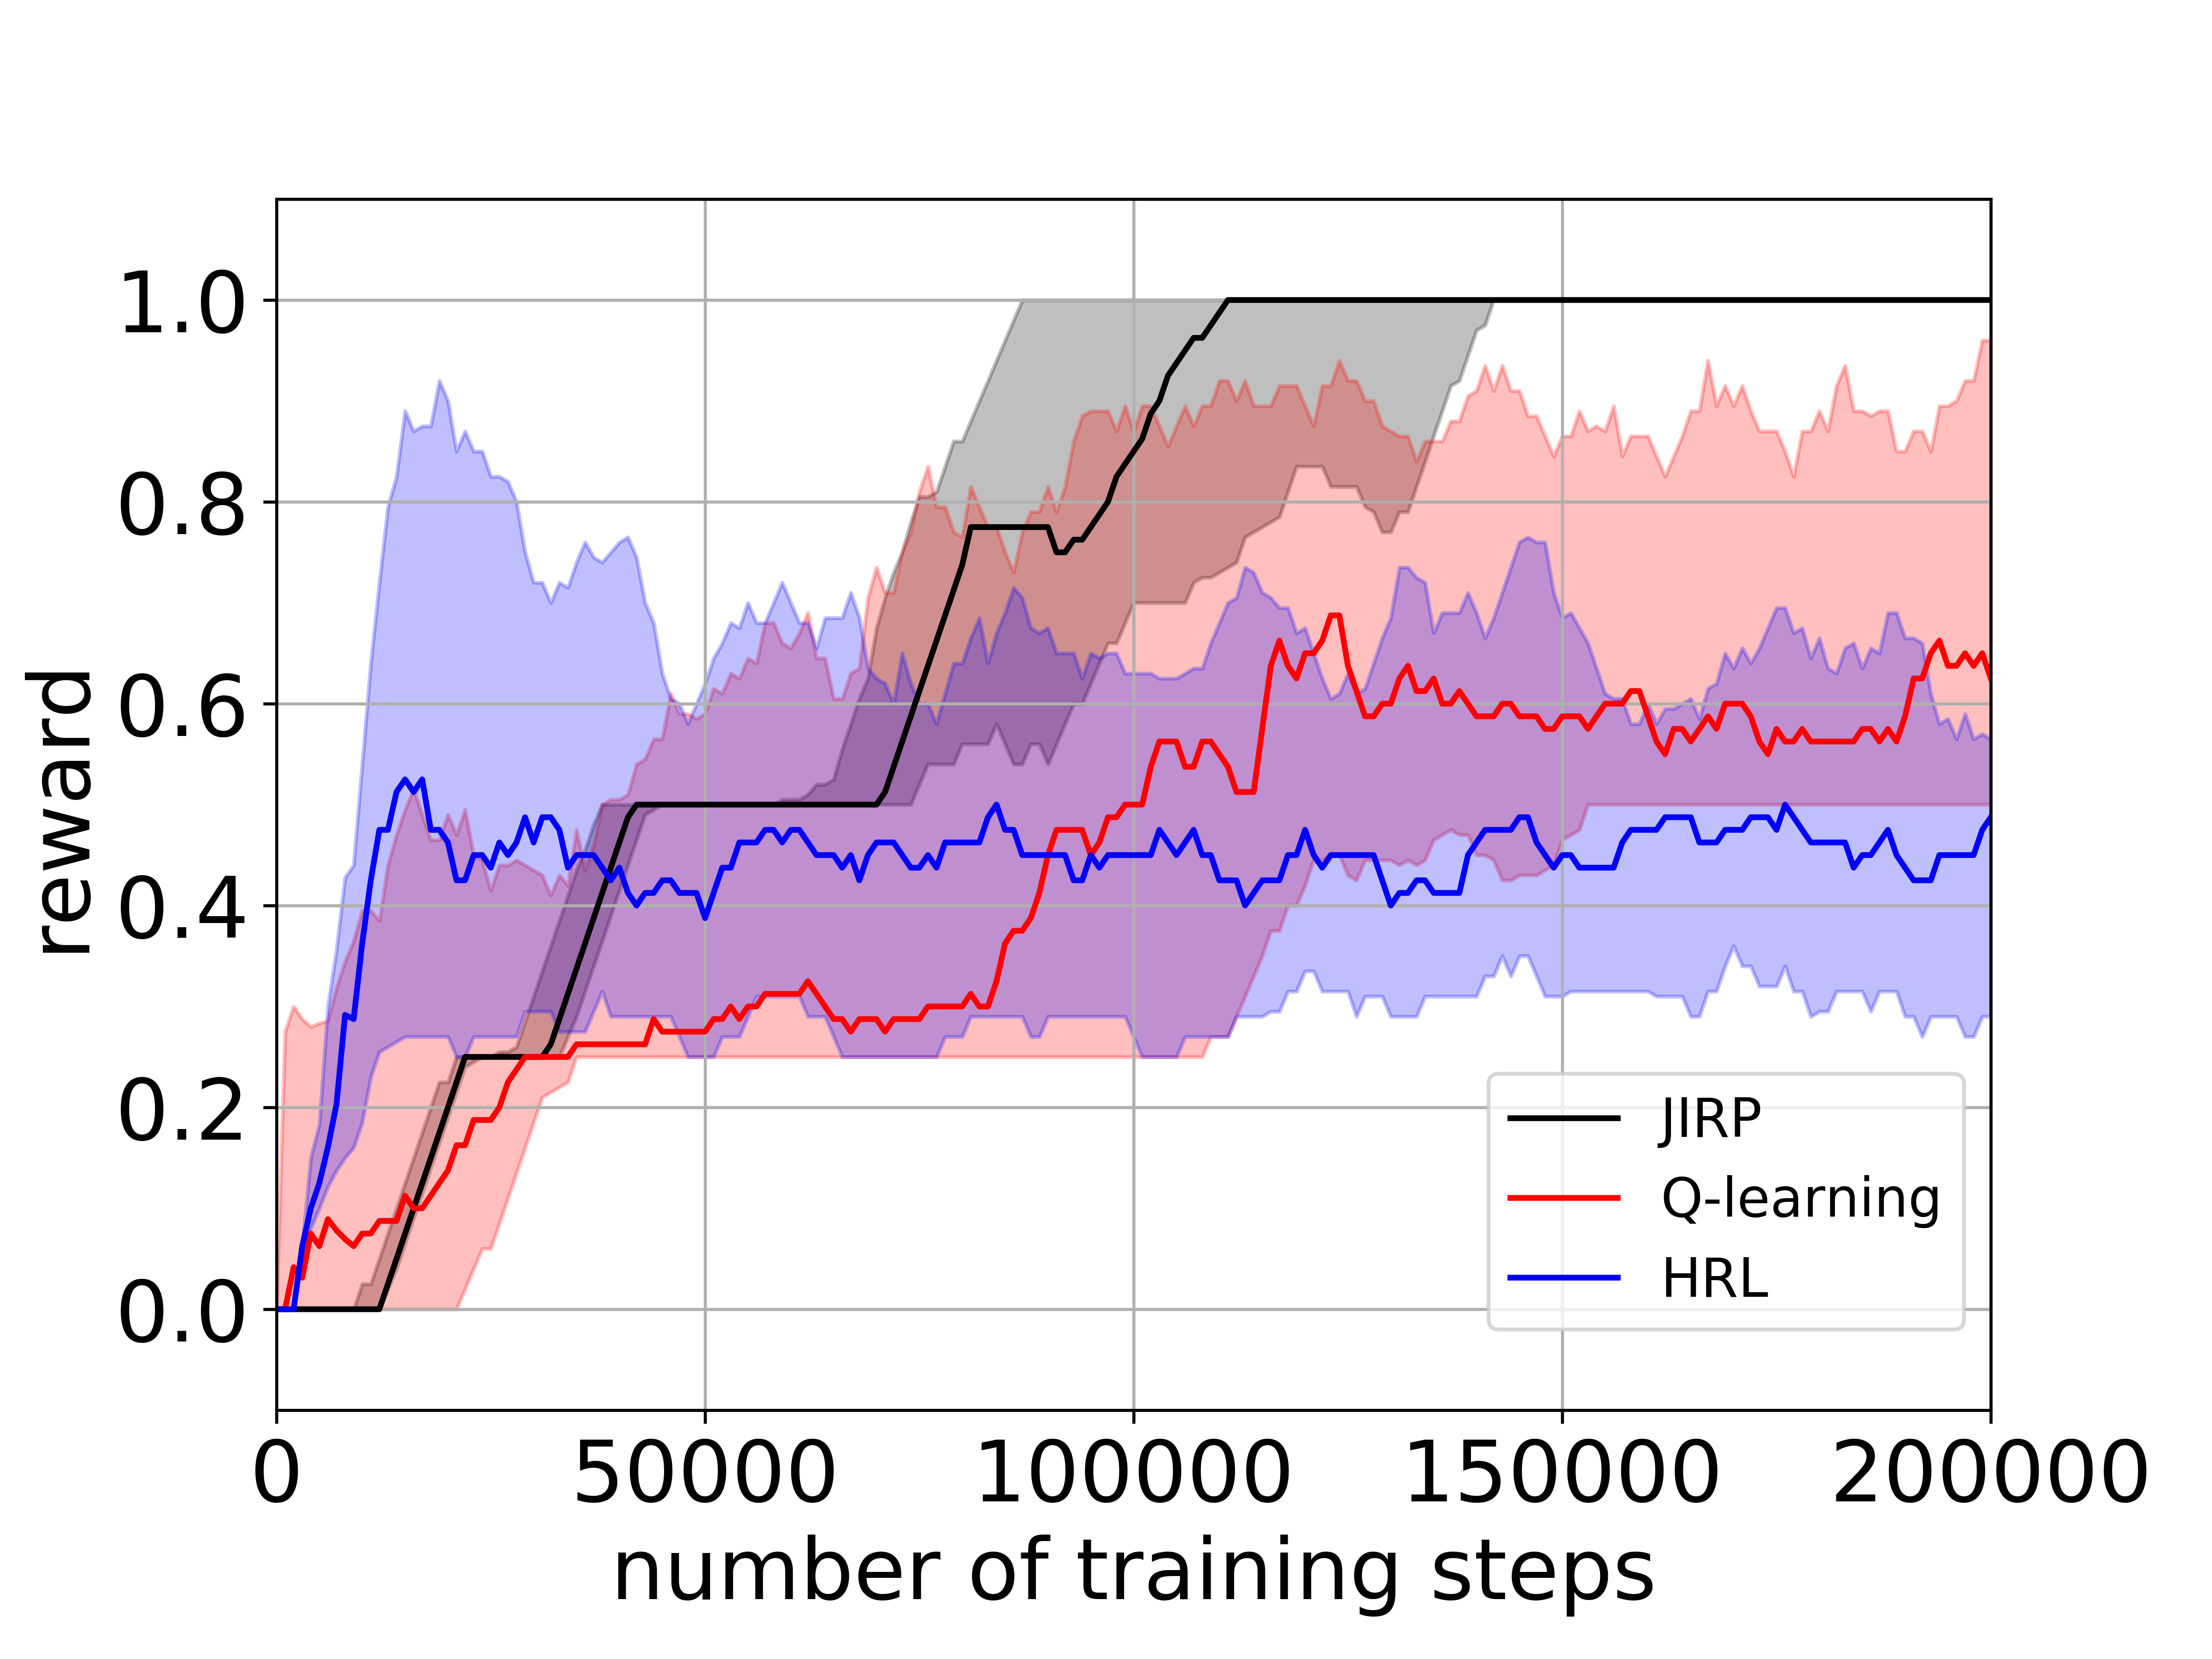 1.0
0.8
0.6
0.4
0.2
0.0
reward
0 50000 100000 150000 200000
number of training steps
JIRP
Q-learning
HRL